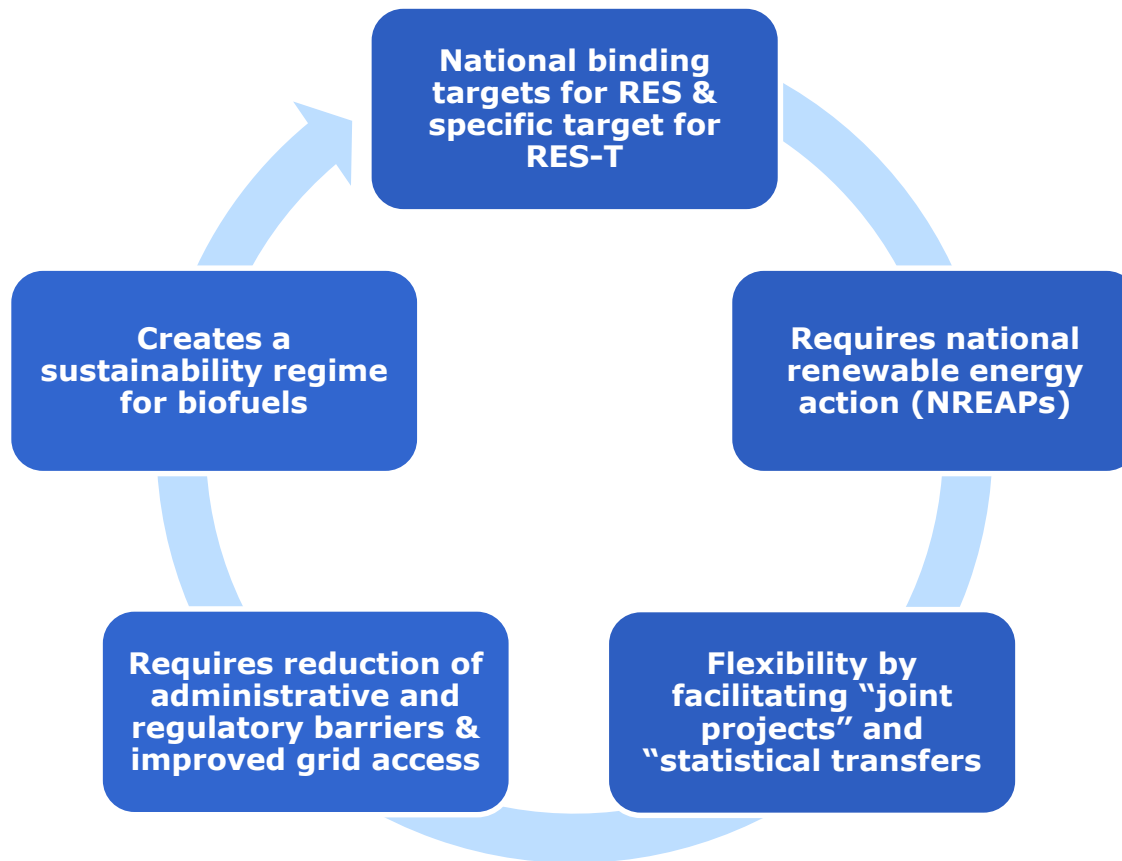 National binding
targets for RES &
specific target for
RES-T
Requires national
renewable energy
action (NREAPs)
Flexibility by
facilitating “joint
projects” and
“statistical transfers
Requires reduction of
administrative and
regulatory barriers &
improved grid access
Creates a
sustainability regime
for biofuels